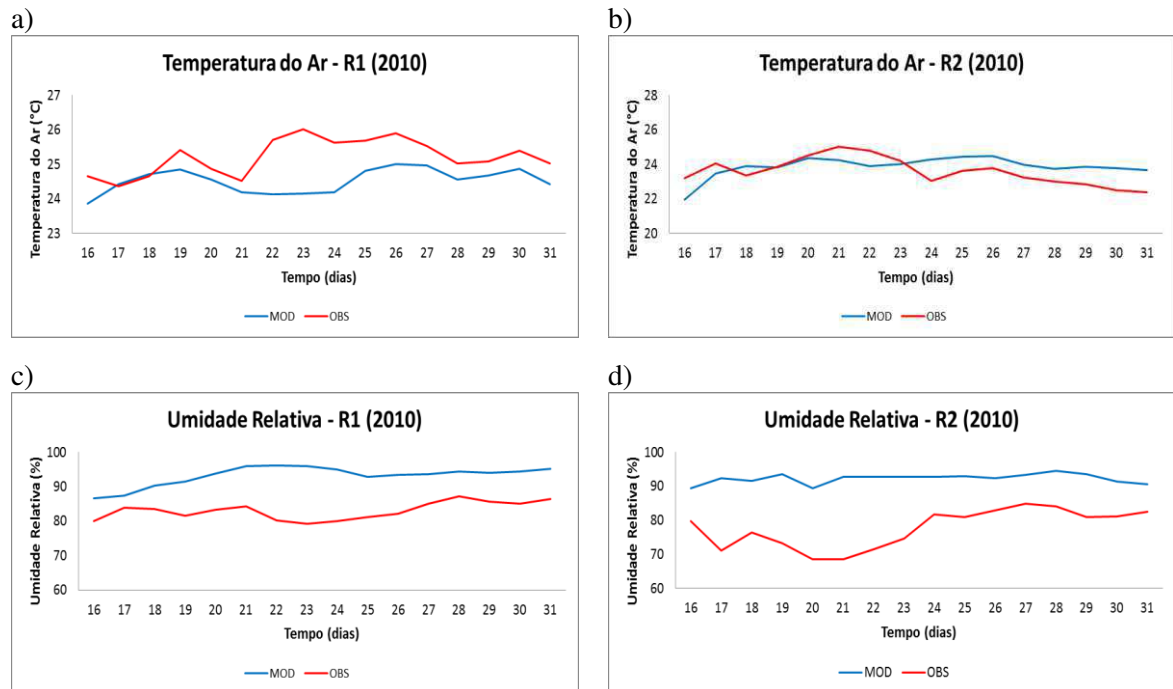 a)
Temperatura do Ar - R1 (2010)
Temperatura do Ar (°C)
27
26
25
24
23
16 17 18 19 20 21 22 23 24 25 26 27 28 29 30 31
Tempo (dias)
MOD OBS
b)
Temperatura do Ar - R2 (2010)
Temperatura do Ar (°C)
28
26
24
22
20
16 17 18 19 20 21 22 23 24 25 26 27 28 29 30 31
Tempo (dias)
MOD OBS
c)
Umidade Relativa - R1 (2010)
Umidade Relativa (%)
100
90
80
70
60
16 17 18 19 20 21 22 23 24 25 26 27 28 29 30 31
Tempo (dias)
MOD OBS
d)
Umidade Relativa - R2 (2010)
Umidade Relativa (%)
100
90
80
70
60
16 17 18 19 20 21 22 23 24 25 26 27 28 29 30 31
Tempo (dias)
MOD OBS